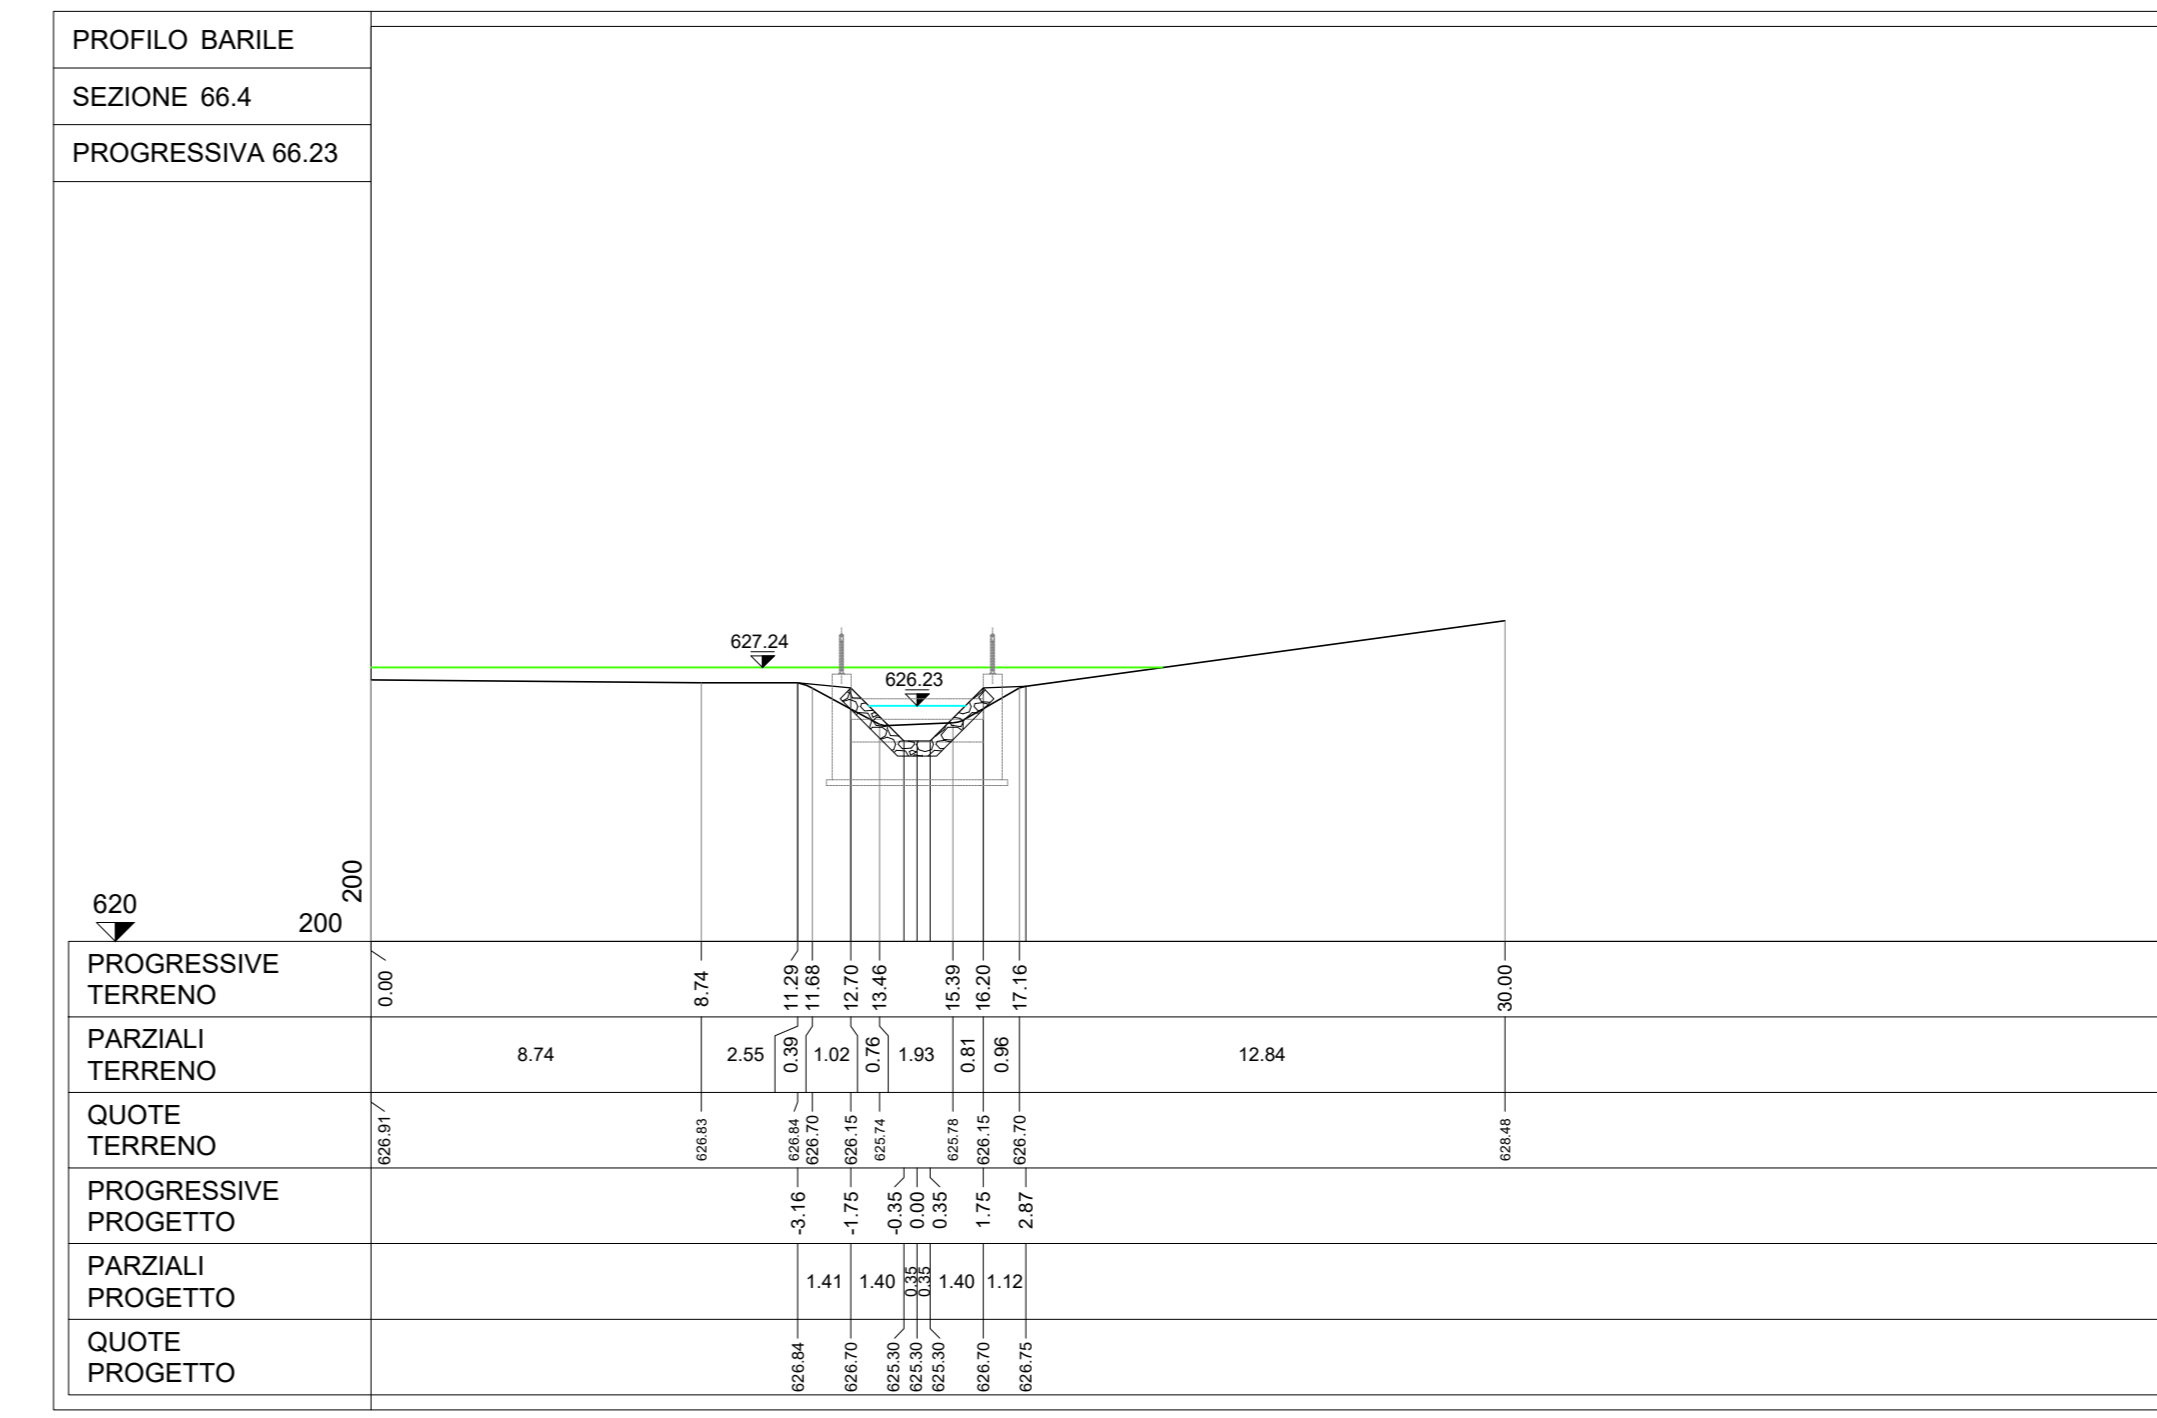 PROFILO BARILE
SEZIONE 66.4
PROGRESSIVA 66.23
627.24
626.23
620
200
200
PROGRESSIVE
TERRENO
0.00 8.74 11.29 11.68 12.70 13.46 15.39 16.20 17.16 30.00
PARZIALI
TERRENO
8.74 2.55 0.39 1.02 0.76 1.93 0.81 0.96 12.84
QUOTE
TERRENO
626.91 626.83 626.84 626.70 626.15 625.74 625.78 626.15 626.70 628.48
PROGRESSIVE
PROGETTO
-3.16 -1.75 -0.35 0.00 0.35 1.75 2.87
PARZIALI
PROGETTO
1.41 1.40 0.35 0.35 1.40 1.12
QUOTE
PROGETTO
626.84 626.70 625.30 625.30 625.30 626.70 626.75